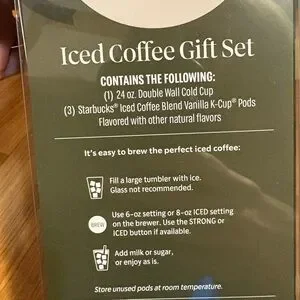 Iced Coffee Gift Set
CONTAINS THE FOLLOWING:
(1) 24 oz. Double Wall Cold Cup
(3) Starbucks® Iced Coffee Blend Vanilla K-Cup® Pods
Flavored with other natural flavors
It's easy to brew the perfect iced coffee:
Fill a large tumbler with ice.
Glass not recommended.
BREW
Use 6-oz setting or 8-oz ICED setting
on the brewer. Use the STRONG or
ICED button if available.
Add milk or sugar,
or enjoy as is.
Store unused pods at room temperature.